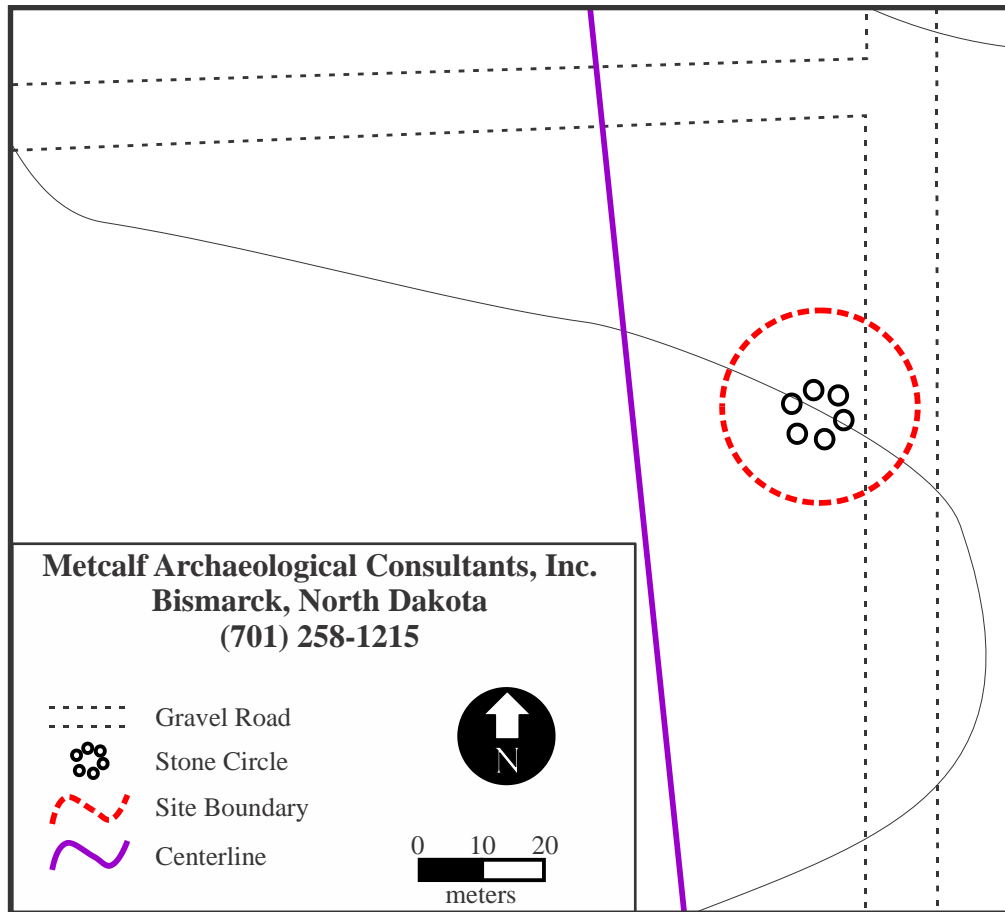 Metcalf Archaeological Consultants, Inc.
Bismarck, North Dakota
(701) 258-1215
Gravel Road
Stone Circle
Site Boundary
Centerline
N
0 10 20
meters